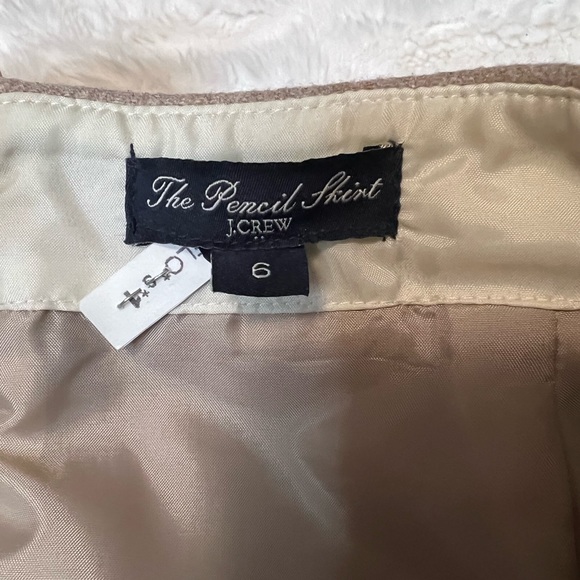 The Pencil Skirt
J.CREW
6